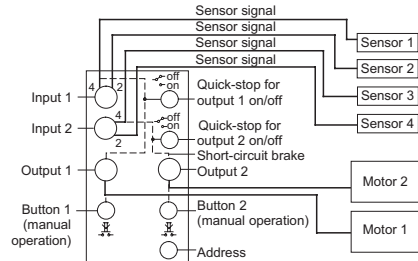 Sensor signal
Sensor signal
Sensor signal
Sensor signal
Sensor 1
Sensor 2
Sensor 3
Sensor 4
4
2
off
on
Input 1
Quick-stop for
output 1 on/off
4
2
off
on
Input 2
Quick-stop for
output 2 on/off
Short-circuit brake
Output 1
Output 2
Motor 2
Button 1
(manual
operation)
Button 2
(manual operation)
Motor 1
Address